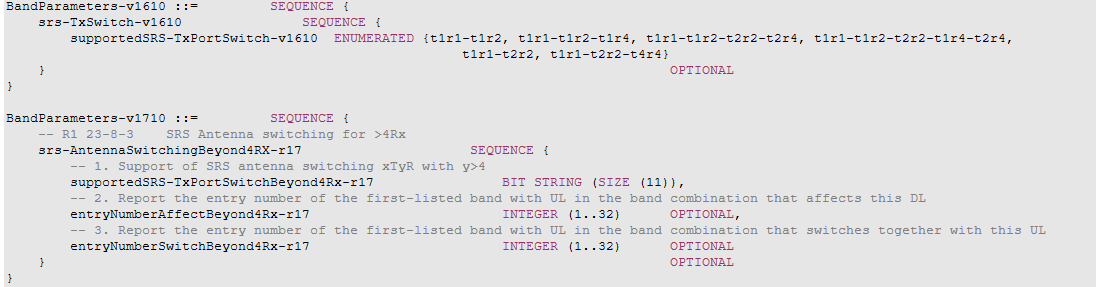 BandParameters-v1610 ::= SEQUENCE {
srs-TxSwitch-v1610 SEQUENCE {
supportedSRS-TxPortSwitch-v1610 ENUMERATED {t1r1-t1r2, t1r1-t1r2-t1r4, t1r1-t1r2-t2r2-t2r4, t1r1-t1r2-t2r2-t1r4-t2r4,
t1r1-t2r2, t1r1-t2r2-t4r4}
} OPTIONAL
}
BandParameters-v1710 ::= SEQUENCE {
-- R1 23-8-3 SRS Antenna switching for >4Rx
srs-AntennaSwitchingBeyond4RX-r17 SEQUENCE {
-- 1. Support of SRS antenna switching xTyR with y>4
supportedSRS-TxPortSwitchBeyond4Rx-r17 BIT STRING (SIZE (11)),
-- 2. Report the entry number of the first-listed band with UL in the band combination that affects this DL
entryNumberAffectBeyond4Rx-r17 INTEGER (1..32) OPTIONAL,
-- 3. Report the entry number of the first-listed band with UL in the band combination that switches together with this UL
entryNumberSwitchBeyond4Rx-r17 INTEGER (1..32) OPTIONAL
} OPTIONAL
}